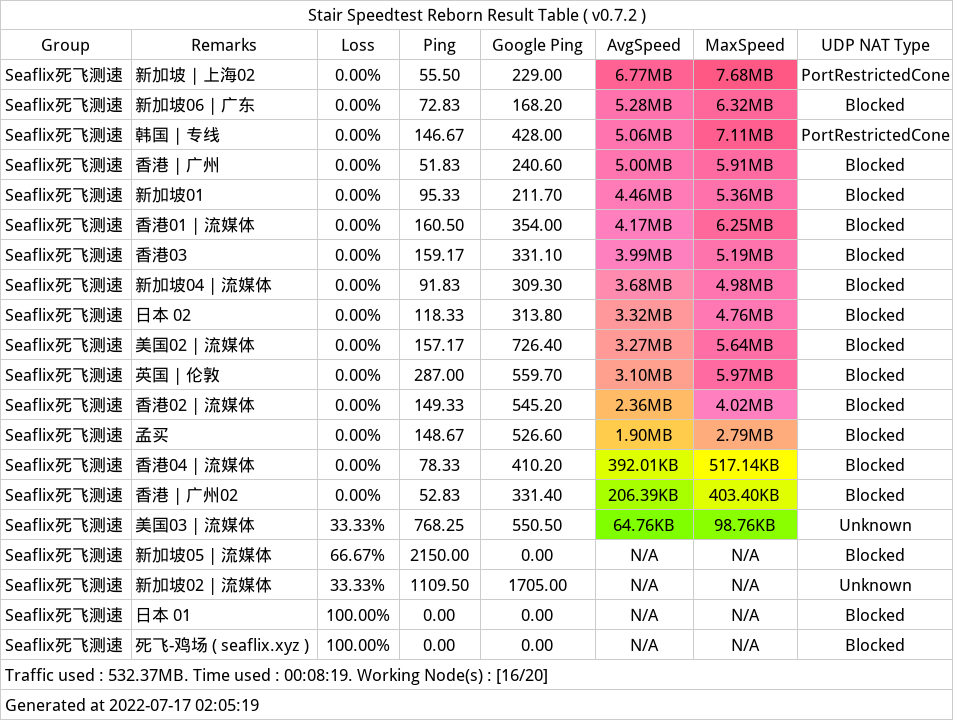 Stair Speedtest Reborn Result Table ( v0.7.2 )
Group Remarks Loss Ping Google Ping AvgSpeed MaxSpeed UDP NAT Type
Seaflix死飞测速 新加坡 | 上海02 0.00% 55.50 229.00 6.77MB 7.68MB PortRestrictedCone
Seaflix死飞测速 新加坡06 | 广东 0.00% 72.83 168.20 5.28MB 6.32MB Blocked
Seaflix死飞测速 韩国 | 专线 0.00% 146.67 428.00 5.06MB 7.11MB PortRestrictedCone
Seaflix死飞测速 香港 | 广州 0.00% 51.83 240.60 5.00MB 5.91MB Blocked
Seaflix死飞测速 新加坡01 0.00% 95.33 211.70 4.46MB 5.36MB Blocked
Seaflix死飞测速 香港01 | 流媒体 0.00% 160.50 354.00 4.17MB 6.25MB Blocked
Seaflix死飞测速 香港03 0.00% 159.17 331.10 3.99MB 5.19MB Blocked
Seaflix死飞测速 新加坡04 | 流媒体 0.00% 91.83 309.30 3.68MB 4.98MB Blocked
Seaflix死飞测速 日本 02 0.00% 118.33 313.80 3.32MB 4.76MB Blocked
Seaflix死飞测速 美国02 | 流媒体 0.00% 157.17 726.40 3.27MB 5.64MB Blocked
Seaflix死飞测速 英国 | 伦敦 0.00% 287.00 559.70 3.10MB 5.97MB Blocked
Seaflix死飞测速 香港02 | 流媒体 0.00% 149.33 545.20 2.36MB 4.02MB Blocked
Seaflix死飞测速 孟买 0.00% 148.67 526.60 1.90MB 2.79MB Blocked
Seaflix死飞测速 香港04 | 流媒体 0.00% 78.33 410.20 392.01KB 517.14KB Blocked
Seaflix死飞测速 香港 | 广州02 0.00% 52.83 331.40 206.39KB 403.40KB Blocked
Seaflix死飞测速 美国03 | 流媒体 33.33% 768.25 550.50 64.76KB 98.76KB Unknown
Seaflix死飞测速 新加坡05 | 流媒体 66.67% 2150.00 0.00 N/A N/A Blocked
Seaflix死飞测速 新加坡02 | 流媒体 33.33% 1109.50 1705.00 N/A N/A Unknown
Seaflix死飞测速 日本 01 100.00% 0.00 0.00 N/A N/A Blocked
Seaflix死飞测速 死飞-鸡场 ( seaflix.xyz ) 100.00% 0.00 0.00 N/A N/A Blocked
Traffic used : 532.37MB. Time used : 00:08:19. Working Node(s) : [16/20]
Generated at 2022-07-17 02:05:19